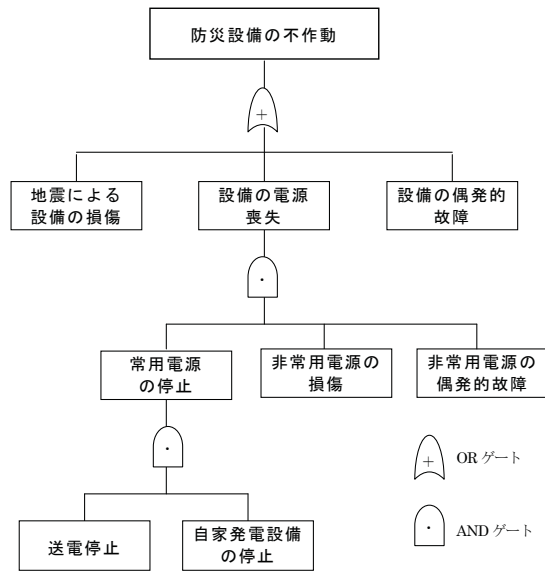 防災設備の不作動
+
地震による
設備の損傷
設備の電源
喪失
設備の偶発的
故障
・
常用電源
の停止
非常用電源の
損傷
非常用電源の
偶発的故障
・
+
OR ゲート
・
AND ゲート
送電停止
自家発電設備
の停止